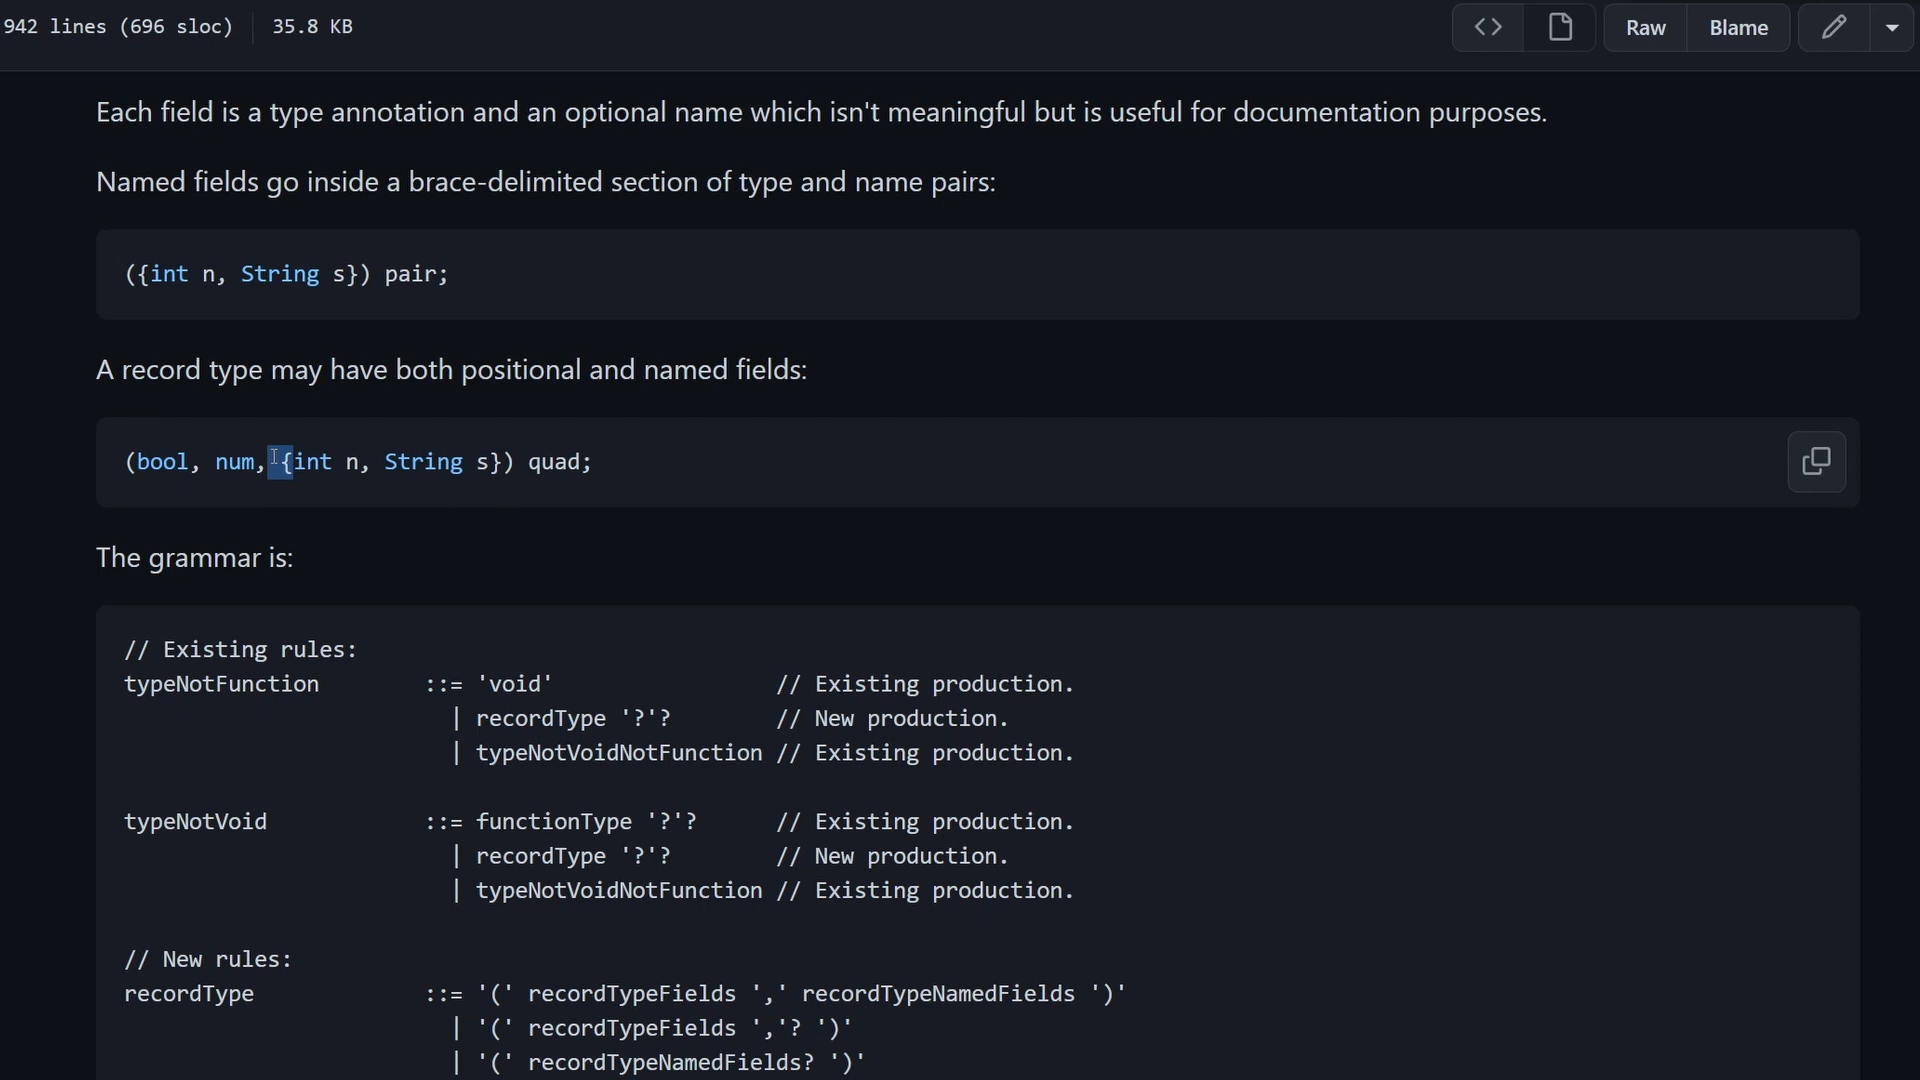 942 lines (696 sloc) 35.8 KB Raw Blame
Each field is a type annotation and an optional name which isn't meaningful but is useful for documentation purposes.
Named fields go inside a brace-delimited section of type and name pairs:
({int n, String s}) pair;
A record type may have both positional and named fields:
(bool, num, {int n, String s}) quad;
The grammar is:
// Existing rules:
typeNotFunction ::= 'void' // Existing production.
| recordType '?'? // New production.
| typeNotVoidNotFunction // Existing production.
typeNotVoid ::= functionType '?'? // Existing production.
| recordType '?'? // New production.
| typeNotVoidNotFunction // Existing production.
// New rules:
recordType ::= '(' recordTypeFields ',' recordTypeNamedFields ')'
| '(' recordTypeFields ','? ')'
| '(' recordTypeNamedFields? ')'